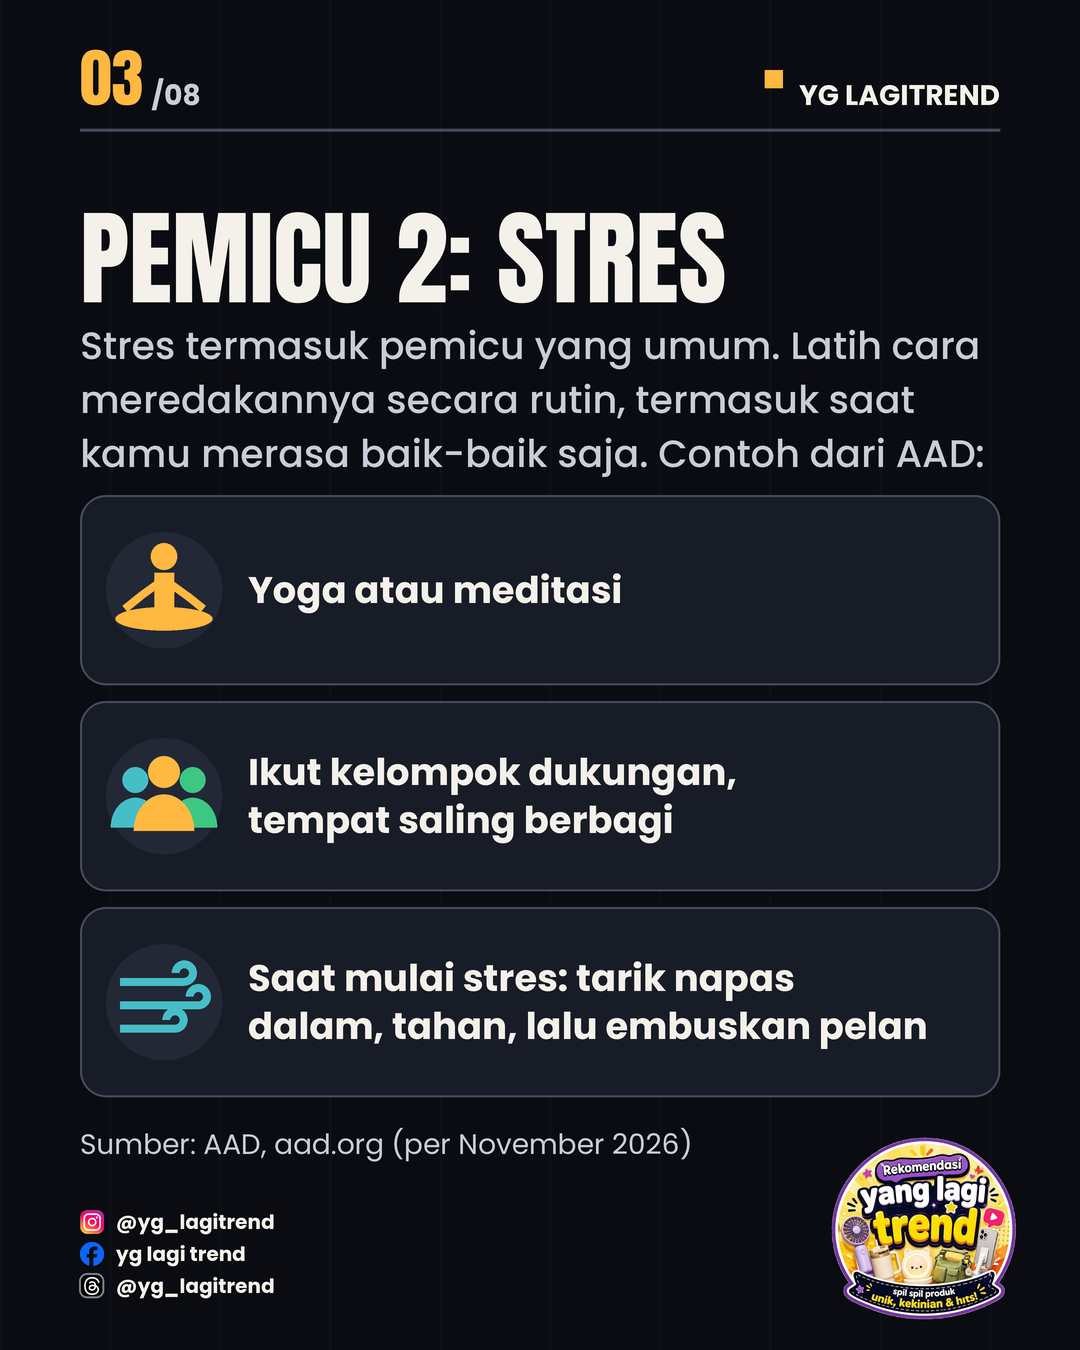 03 /08
YG LAGITREND
PEMICU 2: STRES
Stres termasuk pemicu yang umum. Latih cara
meredakannya secara rutin, termasuk saat
kamu merasa baik-baik saja. Contoh dari AAD:
Yoga atau meditasi
Ikut kelompok dukungan,
tempat saling berbagi
Saat mulai stres: tarik napas
dalam, tahan, lalu embuskan pelan
Sumber: AAD, aad.org (per November 2026)
@yg_lagitrend
yg lagi trend
@yg_lagitrend
Rekomendasi
yang lagi
trend
spil spil produk
unik, kekinian & hits!